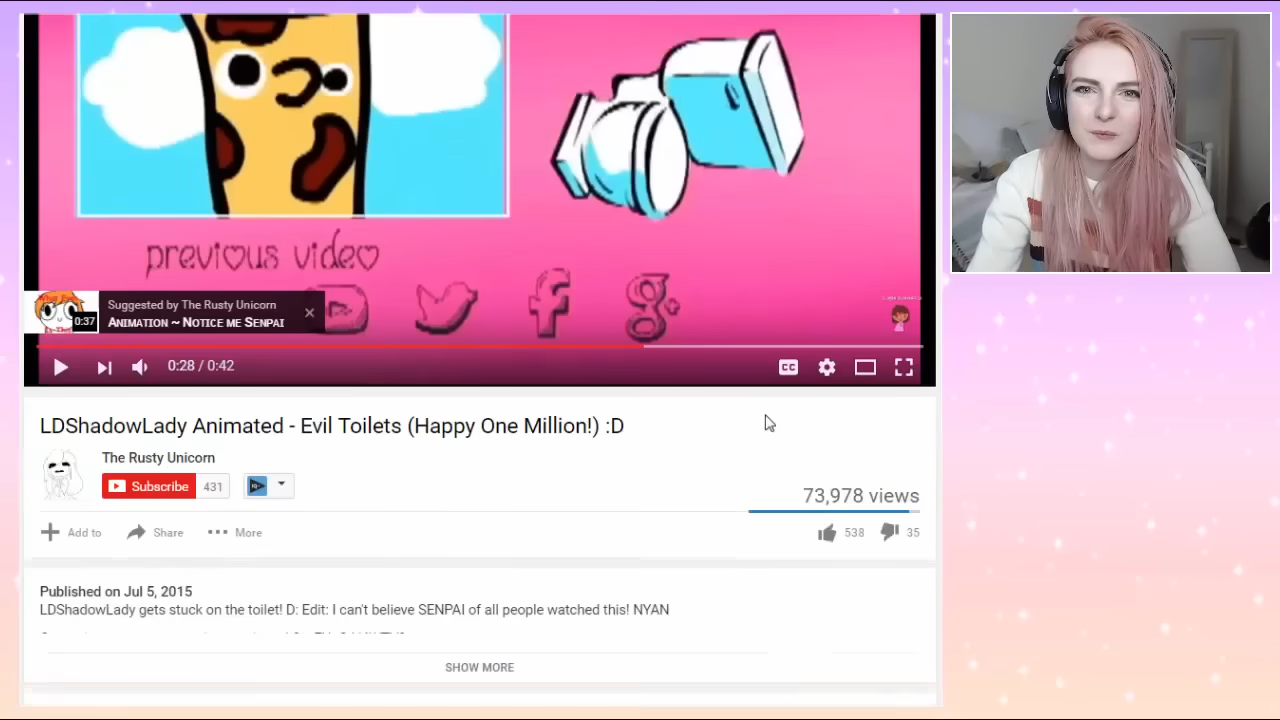 previous video
Suggested by The Rusty Unicorn
0:37
ANIMATION ~ NOTICE ME SENPAI
g+
0:28 / 0:42
CC
LDShadowLady Animated - Evil Toilets (Happy One Million!) :D
The Rusty Unicorn
Subscribe 431
73,978 views
Add to Share More
538 35
Published on Jul 5, 2015
LDShadowLady gets stuck on the toilet! D: Edit: I can't believe SENPAI of all people watched this! NYAN
SHOW MORE